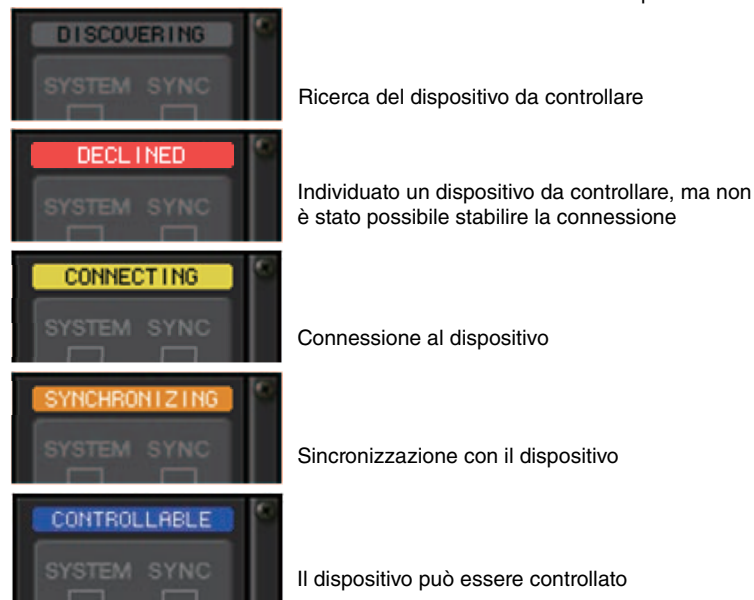 DISCOVERING
SYSTEM SYNC
Ricerca del dispositivo da controllare
DECLINED
SYSTEM SYNC
Individuato un dispositivo da controllare, ma non
è stato possibile stabilire la connessione
CONNECTING
SYSTEM SYNC
Connessione al dispositivo
SYNCHRONIZING
SYSTEM SYNC
Sincronizzazione con il dispositivo
CONTROLLABLE
SYSTEM SYNC
Il dispositivo può essere controllato